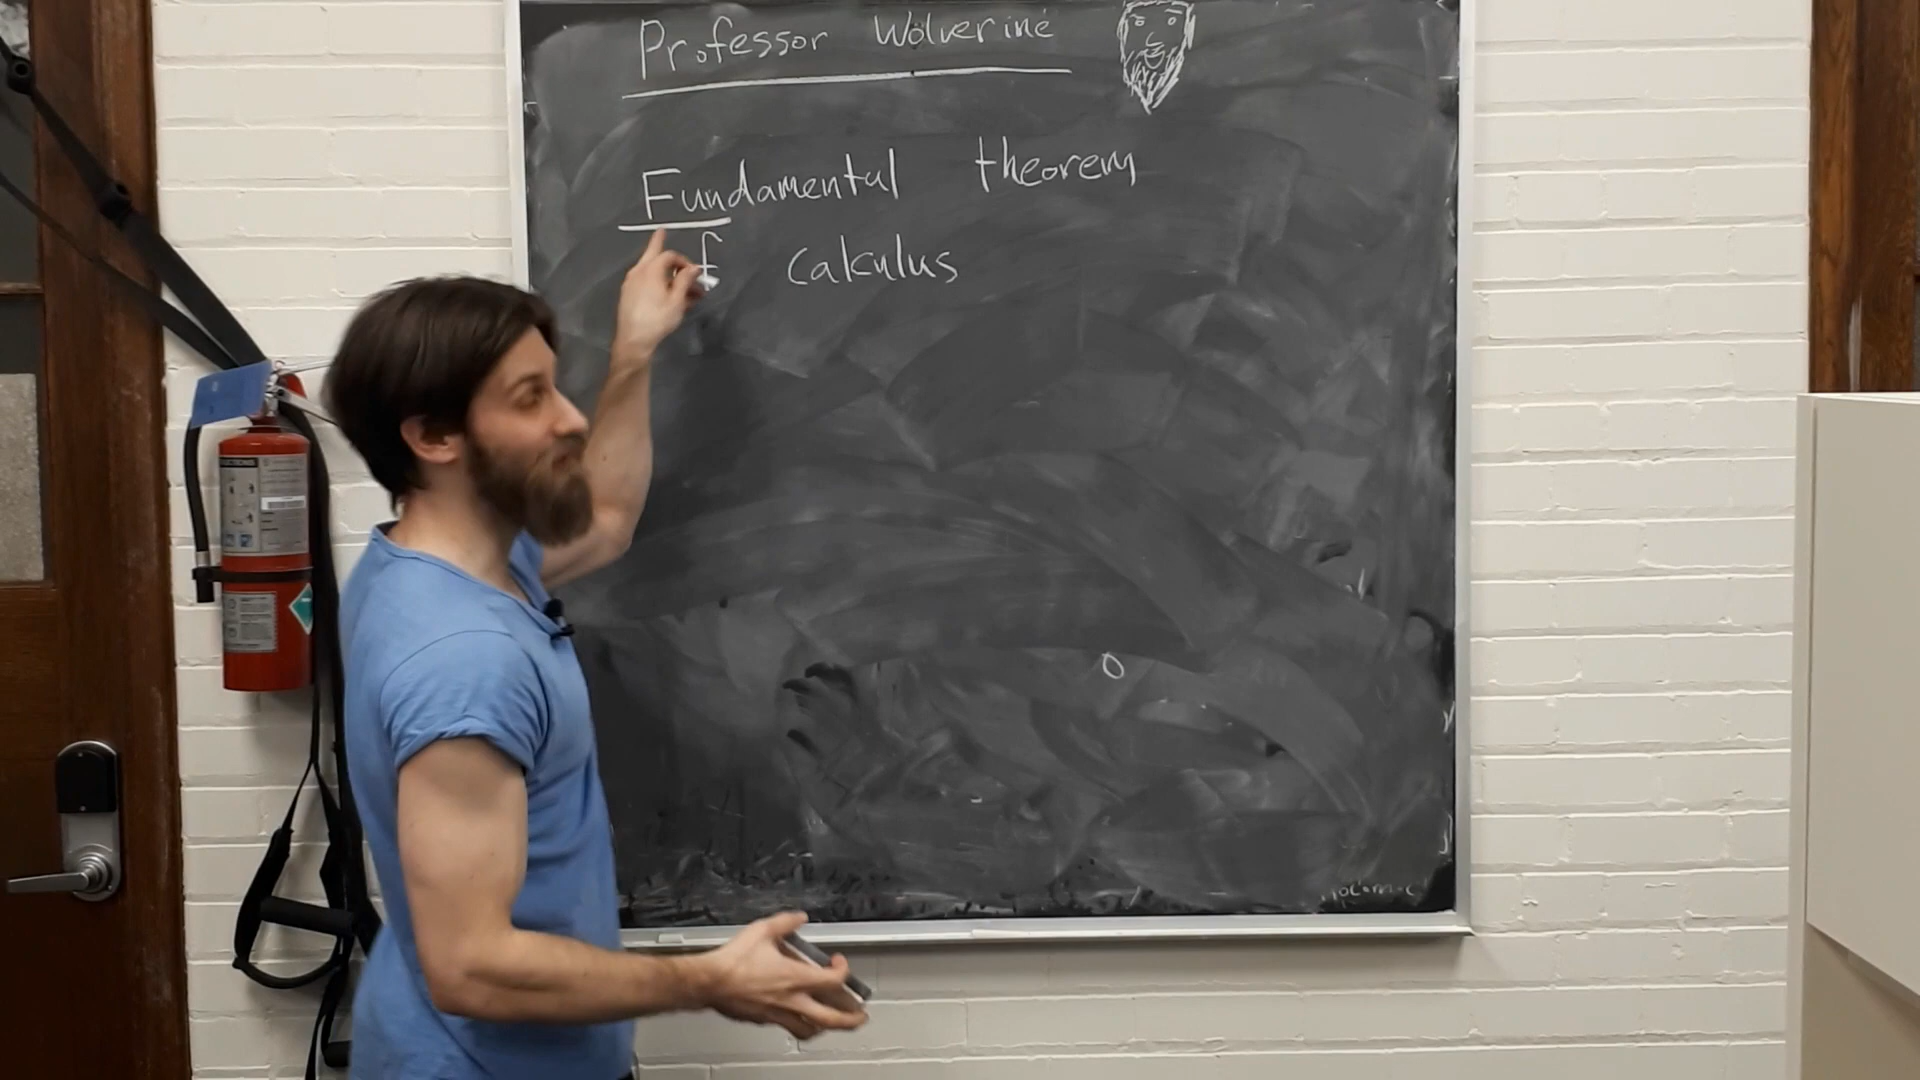 Professor Wolverine
Fundamental theorem
of calculus